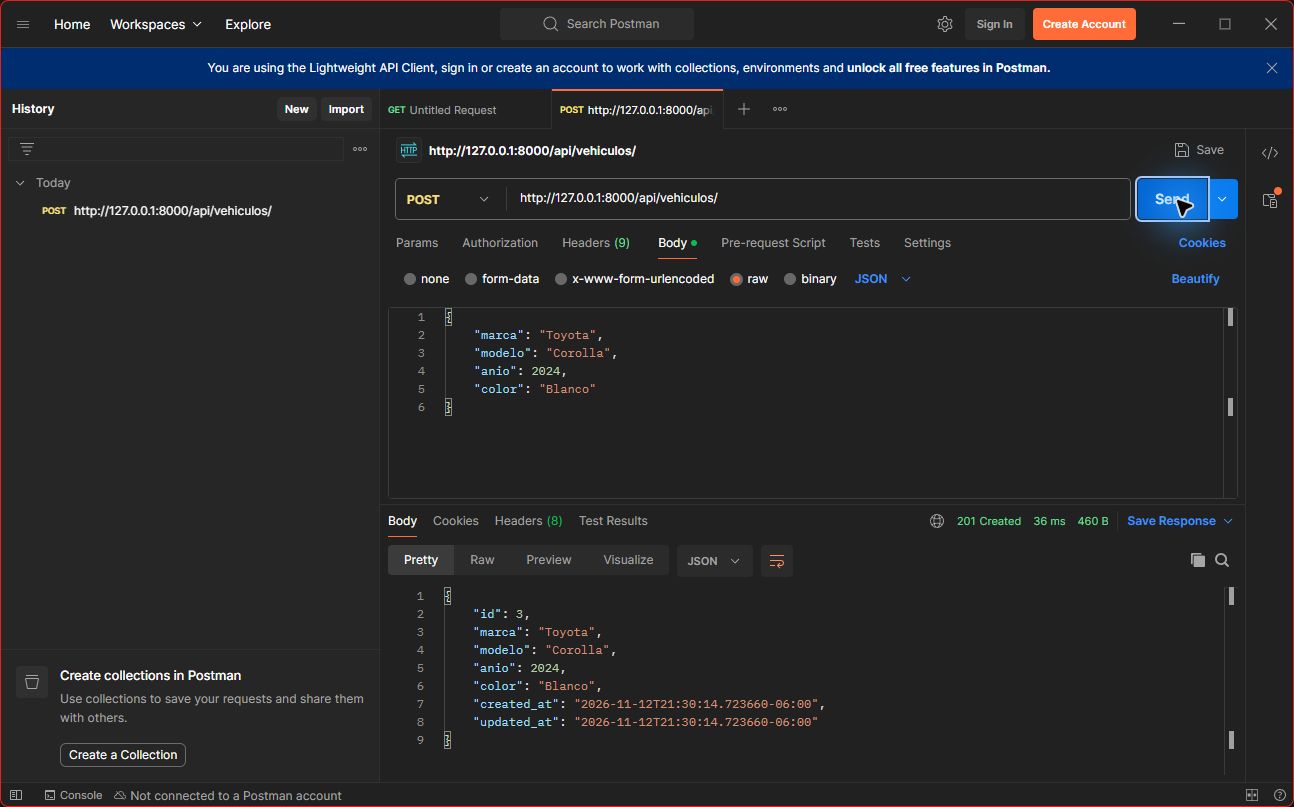 Home Workspaces Explore Search Postman Sign In Create Account
You are using the Lightweight API Client, sign in or create an account to work with collections, environments and unlock all free features in Postman.
History New Import
GET Untitled Request POST http://127.0.0.1:8000/api
HTTP http://127.0.0.1:8000/api/vehiculos/ Save
Today
POST http://127.0.0.1:8000/api/vehiculos/
POST http://127.0.0.1:8000/api/vehiculos/ Send
Params Authorization Headers (9) Body Pre-request Script Tests Settings Cookies
none form-data x-www-form-urlencoded raw binary JSON Beautify
1 {
2 "marca": "Toyota",
3 "modelo": "Corolla",
4 "anio": 2024,
5 "color": "Blanco"
6 }
Body Cookies Headers (8) Test Results 201 Created 36 ms 460 B Save Response
Pretty Raw Preview Visualize JSON
1 {
2 "id": 3,
3 "marca": "Toyota",
4 "modelo": "Corolla",
5 "anio": 2024,
6 "color": "Blanco",
7 "created_at": "2026-11-12T21:30:14.723660-06:00",
8 "updated_at": "2026-11-12T21:30:14.723660-06:00"
9 }
Create collections in Postman
Use collections to save your requests and share them
with others.
Create a Collection
Console Not connected to a Postman account